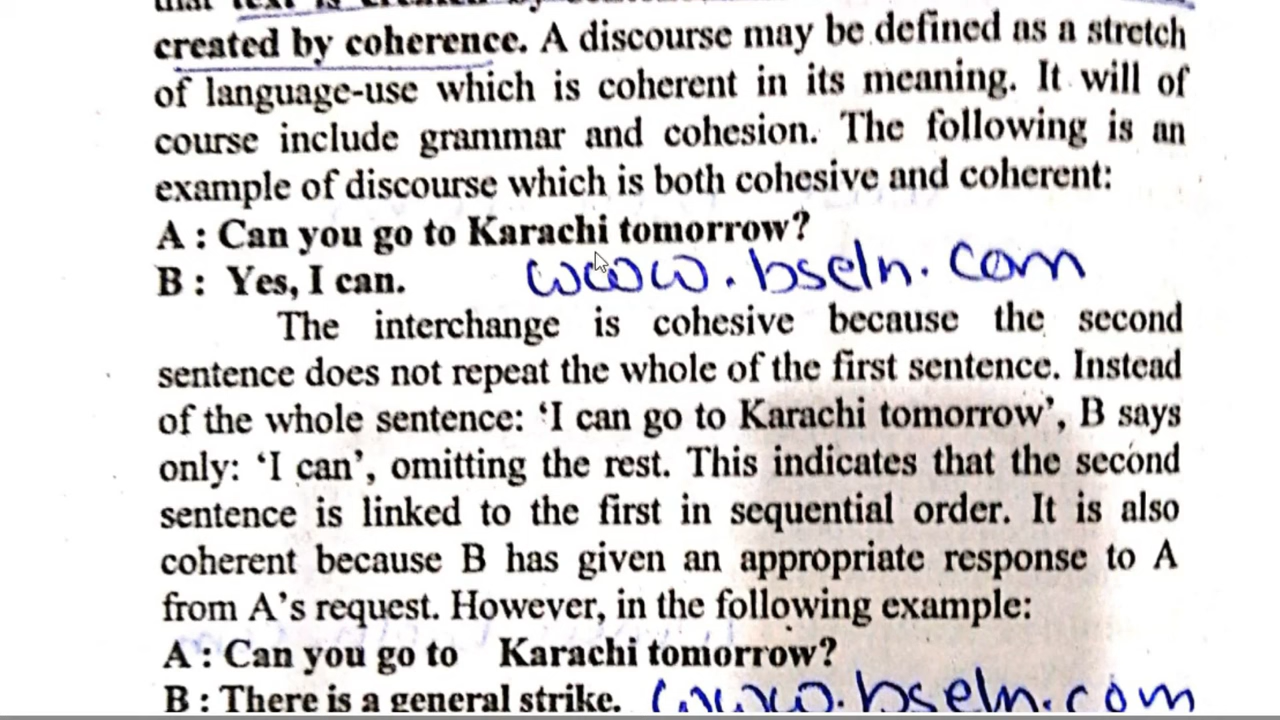 that text is created by
created by coherence. A discourse may be defined as a stretch
of language-use which is coherent in its meaning. It will of
course include grammar and cohesion. The following is an
example of discourse which is both cohesive and coherent:
A : Can you go to Karachi tomorrow?
B : Yes, I can. www.bseln.com
The interchange is cohesive because the second
sentence does not repeat the whole of the first sentence. Instead
of the whole sentence: ‘I can go to Karachi tomorrow’, B says
only: ‘I can’, omitting the rest. This indicates that the second
sentence is linked to the first in sequential order. It is also
coherent because B has given an appropriate response to A
from A’s request. However, in the following example:
A : Can you go to Karachi tomorrow?
B : There is a general strike. www.bseln.com